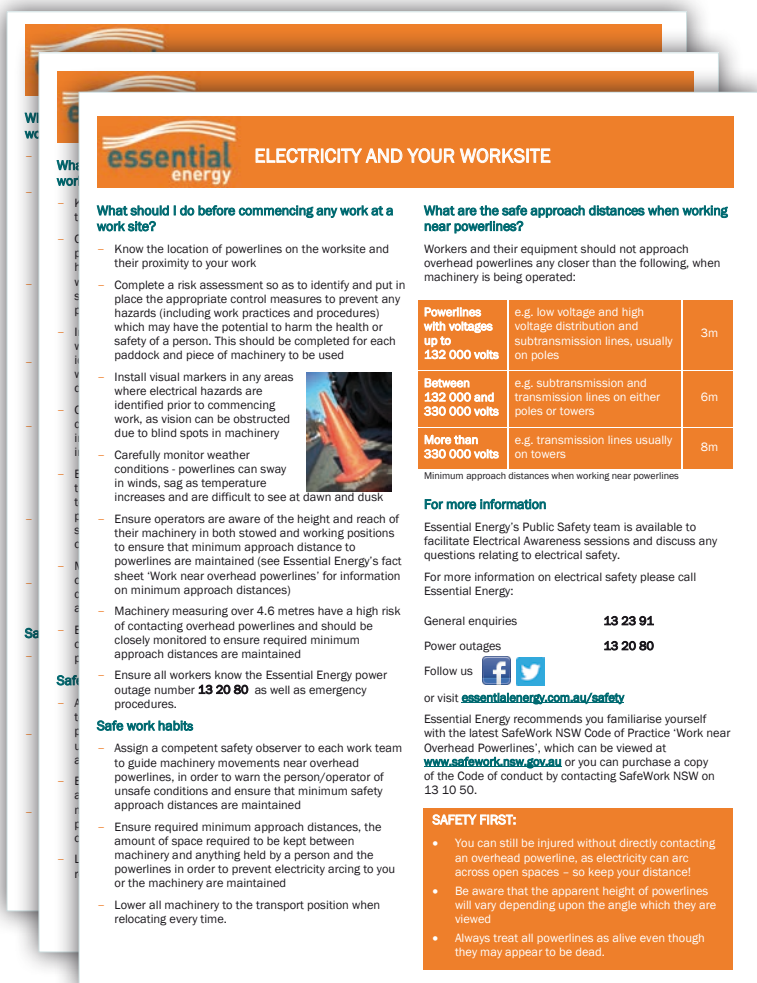 essential
energy
ELECTRICITY AND YOUR WORKSITE
What should I do before commencing any work at a
work site?
– Know the location of powerlines on the worksite and
their proximity to your work
– Complete a risk assessment so as to identify and put in
place the appropriate control measures to prevent any
hazards (including work practices and procedures)
which may have the potential to harm the health or
safety of a person. This should be completed for each
paddock and piece of machinery to be used
– Install visual markers in any areas
where electrical hazards are
identified prior to commencing
work, as vision can be obstructed
due to blind spots in machinery
– Carefully monitor weather
conditions - powerlines can sway
in winds, sag as temperature
increases and are difficult to see at dawn and dusk
– Ensure operators are aware of the height and reach of
their machinery in both stowed and working positions
to ensure that minimum approach distance to
powerlines are maintained (see Essential Energy's fact
sheet 'Work near overhead powerlines' for information
on minimum approach distances)
– Machinery measuring over 4.6 metres have a high risk
of contacting overhead powerlines and should be
closely monitored to ensure required minimum
approach distances are maintained
– Ensure all workers know the Essential Energy power
outage number 13 20 80 as well as emergency
procedures.
Safe work habits
– Assign a competent safety observer to each work team
to guide machinery movements near overhead
powerlines, in order to warn the person/operator of
unsafe conditions and ensure that minimum safety
approach distances are maintained
– Ensure required minimum approach distances, the
amount of space required to be kept between
machinery and anything held by a person and the
powerlines in order to prevent electricity arcing to you
or the machinery are maintained
– Lower all machinery to the transport position when
relocating every time.
What are the safe approach distances when working
near powerlines?
Workers and their equipment should not approach
overhead powerlines any closer than the following, when
machinery is being operated:
Powerlines
with voltages
up to
132 000 volts
e.g. low voltage and high
voltage distribution and
subtransmission lines, usually
on poles
3m
Between
132 000 and
330 000 volts
e.g. subtransmission and
transmission lines on either
poles or towers
6m
More than
330 000 volts
e.g. transmission lines usually
on towers
8m
Minimum approach distances when working near powerlines
For more information
Essential Energy's Public Safety team is available to
facilitate Electrical Awareness sessions and discuss any
questions relating to electrical safety.
For more information on electrical safety please call
Essential Energy:
General enquiries 13 23 91
Power outages 13 20 80
Follow us
or visit essentialenergy.com.au/safety
Essential Energy recommends you familiarise yourself
with the latest SafeWork NSW Code of Practice 'Work near
Overhead Powerlines', which can be viewed at
www.safework.nsw.gov.au or you can purchase a copy
of the Code of conduct by contacting SafeWork NSW on
13 10 50.
SAFETY FIRST:
• You can still be injured without directly contacting
an overhead powerline, as electricity can arc
across open spaces – so keep your distance!
• Be aware that the apparent height of powerlines
will vary depending upon the angle which they are
viewed
• Always treat all powerlines as alive even though
they may appear to be dead.